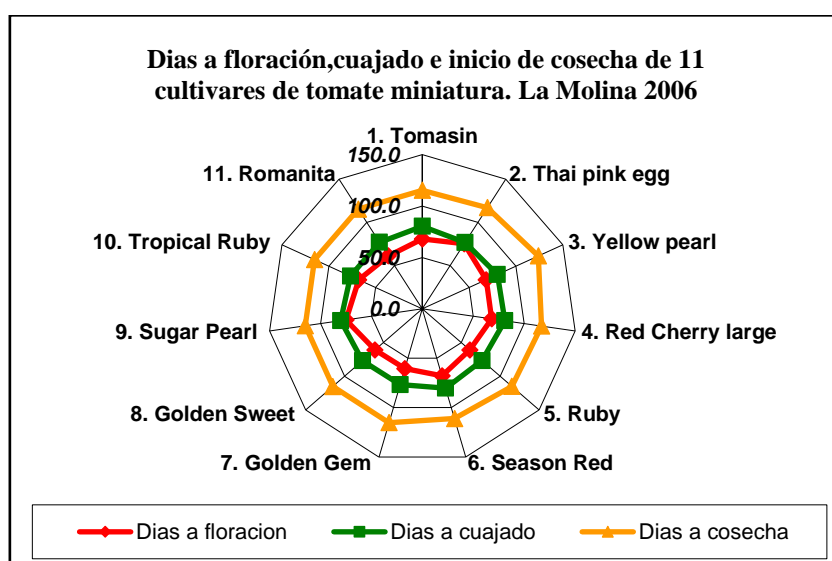 Dias a floración,cuajado e inicio de cosecha de 11
cultivares de tomate miniatura. La Molina 2006
1. Tomasin
150.0
11. Romanita
2. Thai pink egg
100.0
10. Tropical Ruby
3. Yellow pearl
50.0
0.0
9. Sugar Pearl
4. Red Cherry large
8. Golden Sweet
5. Ruby
7. Golden Gem
6. Season Red
Dias a floracion
Dias a cuajado
Dias a cosecha